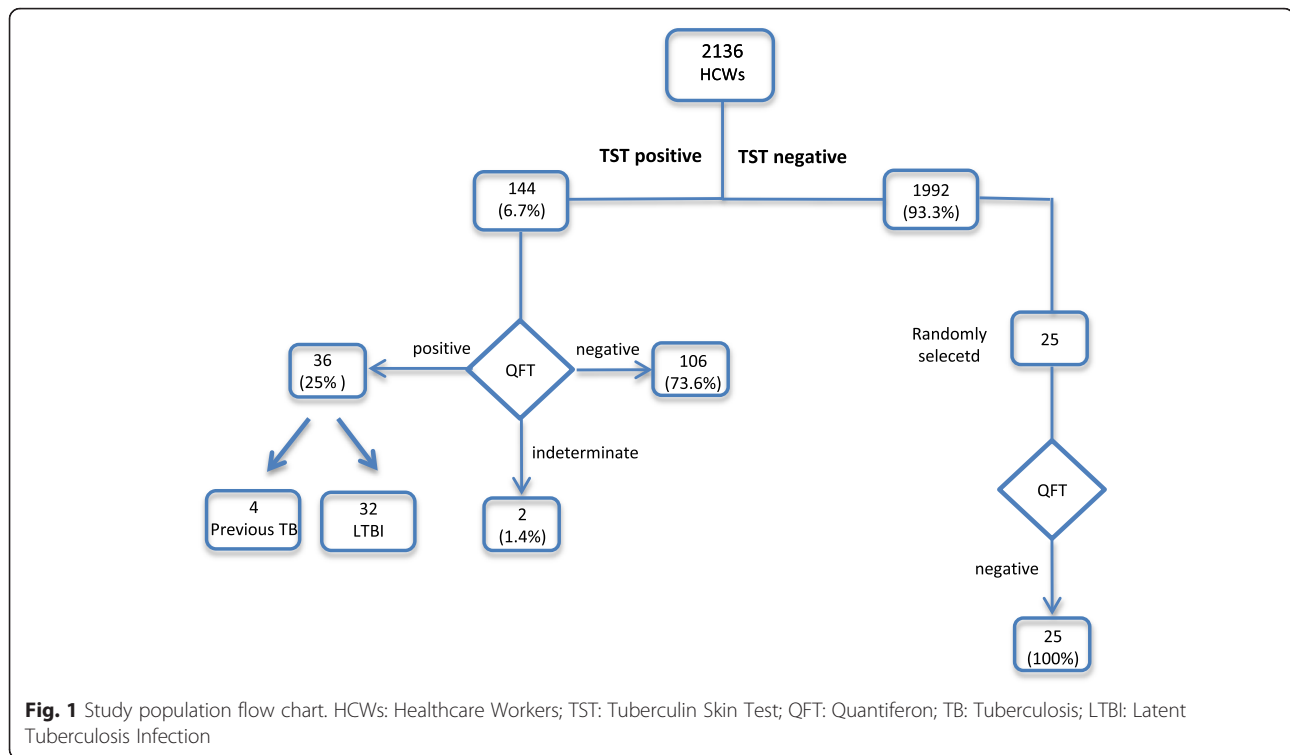 2136
HCWs
TST positive
TST negative
144
(6.7%)
1992
(93.3%)
Randomly
selecetd
25
36
(25% )
positive
QFT
negative
106
(73.6%)
indeterminate
4
Previous TB
32
LTBI
2
(1.4%)
QFT
negative
25
(100%)
Fig. 1 Study population flow chart. HCWs: Healthcare Workers; TST: Tuberculin Skin Test; QFT: Quantiferon; TB: Tuberculosis; LTBI: Latent
Tuberculosis Infection